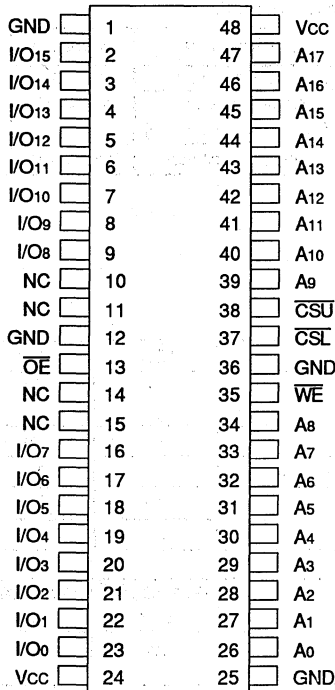 GND 1 48 VCC
I/O15 2 47 A17
I/O14 3 46 A16
I/O13 4 45 A15
I/O12 5 44 A14
I/O11 6 43 A13
I/O10 7 42 A12
I/O9 8 41 A11
I/O8 9 40 A10
NC 10 39 A9
NC 11 38 C̅S̅U̅
GND 12 37 C̅S̅L̅
O̅E̅ 13 36 GND
NC 14 35 W̅E̅
NC 15 34 A8
I/O7 16 33 A7
I/O6 17 32 A6
I/O5 18 31 A5
I/O4 19 30 A4
I/O3 20 29 A3
I/O2 21 28 A2
I/O1 22 27 A1
I/O0 23 26 A0
VCC 24 25 GND